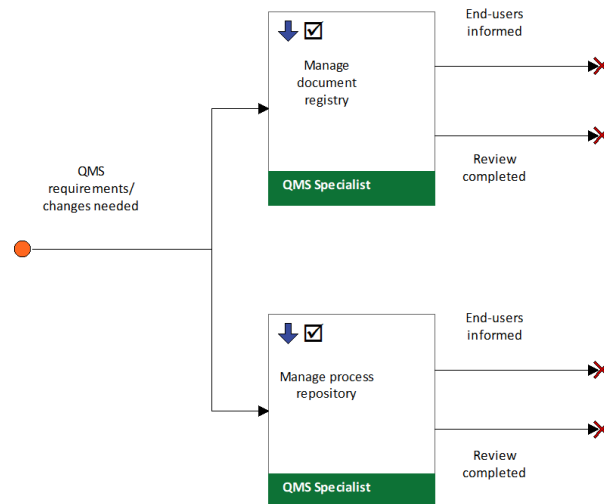 End-users
informed
Manage
document
registry
Review
completed
QMS Specialist
QMS
requirements/
changes needed
End-users
informed
Manage process
repository
Review
completed
QMS Specialist